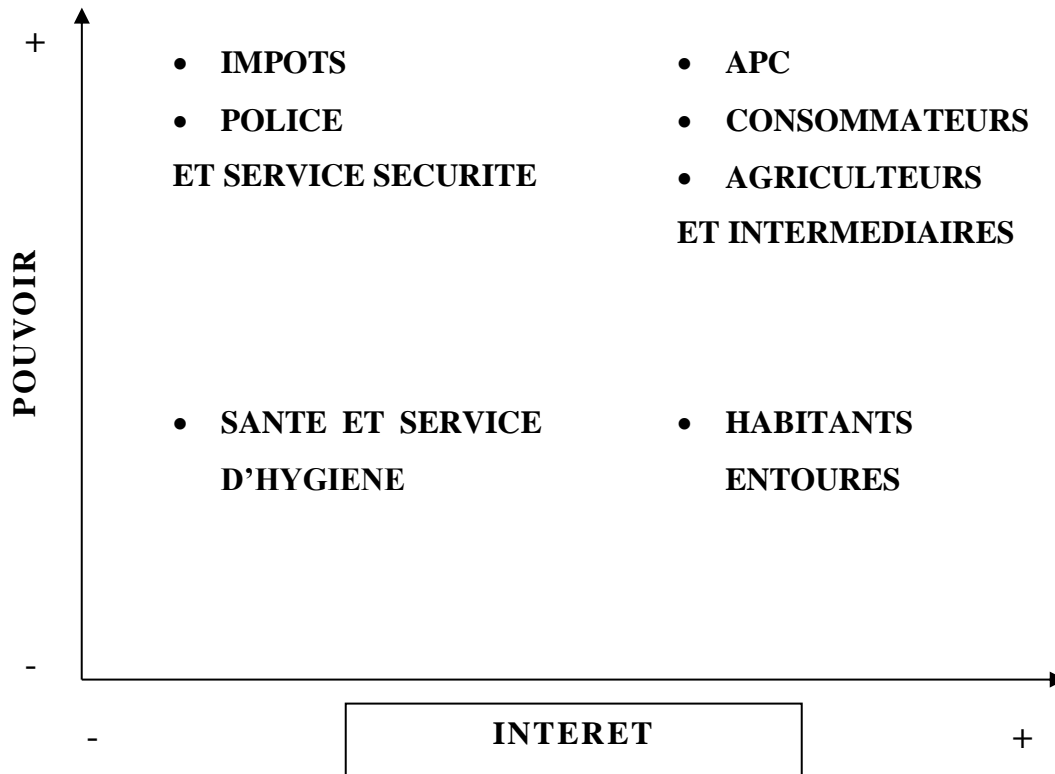 +
• IMPOTS
• POLICE
ET SERVICE SECURITE
• APC
• CONSOMMATEURS
• AGRICULTEURS
ET INTERMEDIAIRES
POUVOIR
• SANTE ET SERVICE
D’HYGIENE
• HABITANTS
ENTOURES
-
-
INTERET
+